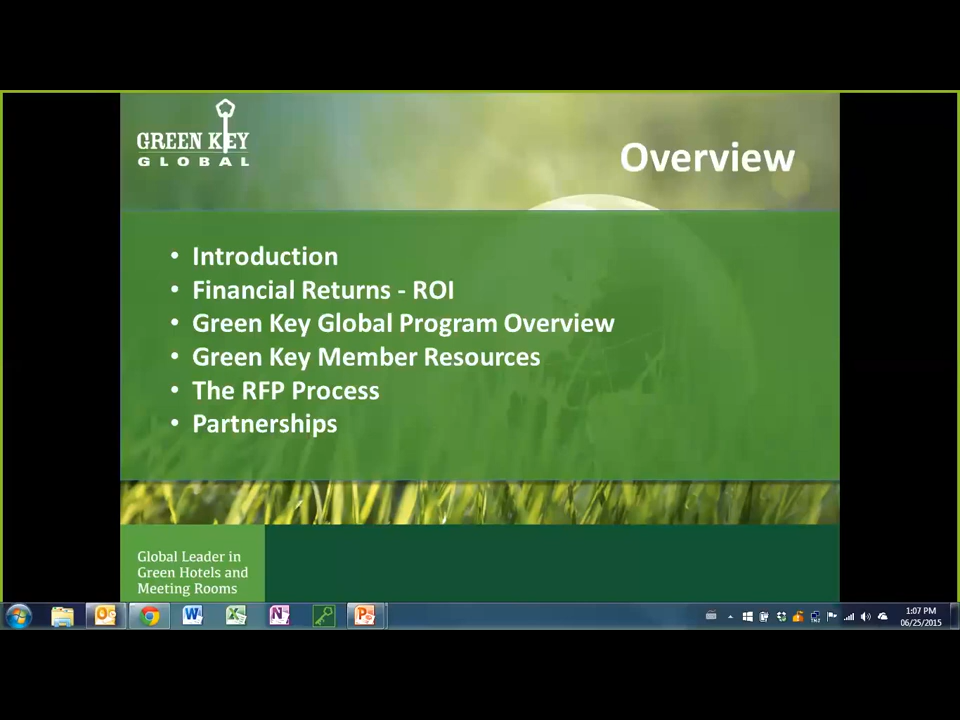 GREEN KEY
GLOBAL
Overview
• Introduction
• Financial Returns - ROI
• Green Key Global Program Overview
• Green Key Member Resources
• The RFP Process
• Partnerships
Global Leader in
Green Hotels and
Meeting Rooms
1:07 PM
06/25/2015